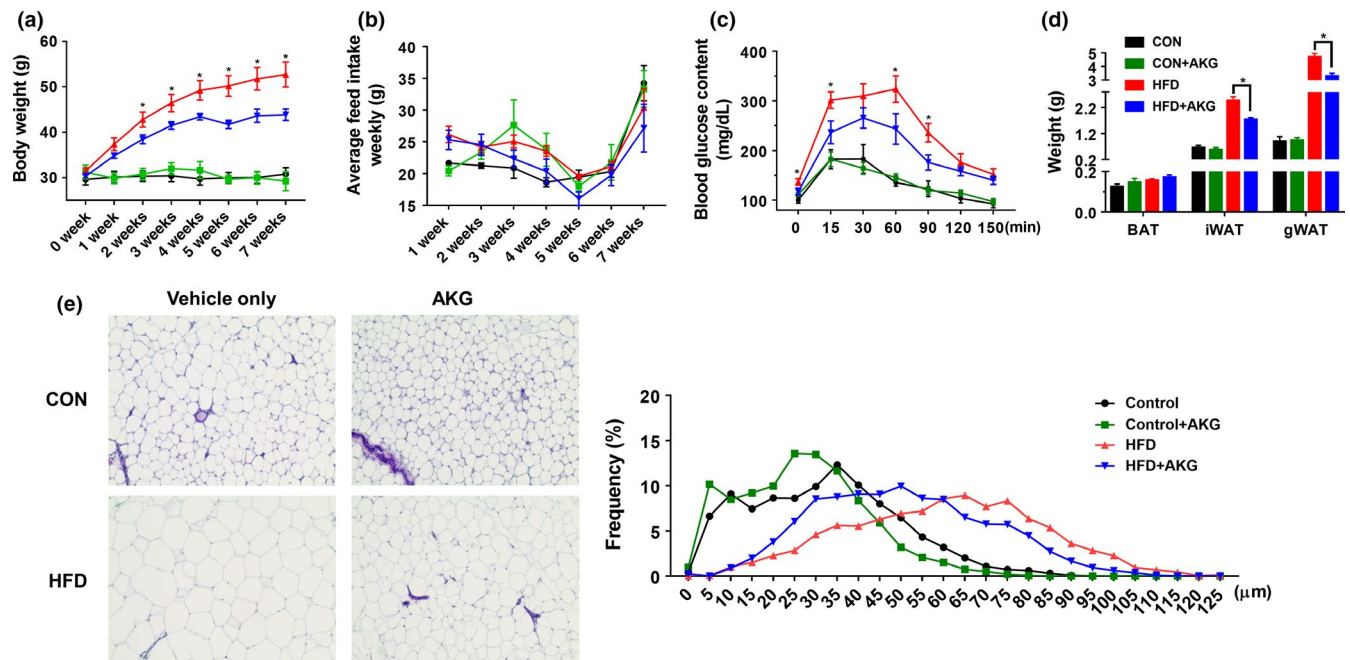 (a)
Body weight (g)
60
50
40
30
20
* * * * * *
0 week
1 week
2 weeks
3 weeks
4 weeks
5 weeks
6 weeks
7 weeks
(b)
Average feed intake
weekly (g)
40
35
30
25
20
15
1 week
2 weeks
3 weeks
4 weeks
5 weeks
6 weeks
7 weeks
(c)
Blood glucose content
(mg/dL)
400
300
200
100
* * * *
0 15 30 60 90 120 150(min)
(d)
CON
CON+AKG
HFD
HFD+AKG
Weight (g)
5
3
2.2
1.2
0.2
0.2
0.0
* *
BAT iWAT gWAT
(e)
Vehicle only AKG
CON
HFD
Frequency (%)
20
15
10
5
0
Control
Control+AKG
HFD
HFD+AKG
0 5 10 15 20 25 30 35 40 45 50 55 60 65 70 75 80 85 90 95 100 105 110 115 120 125 (μm)